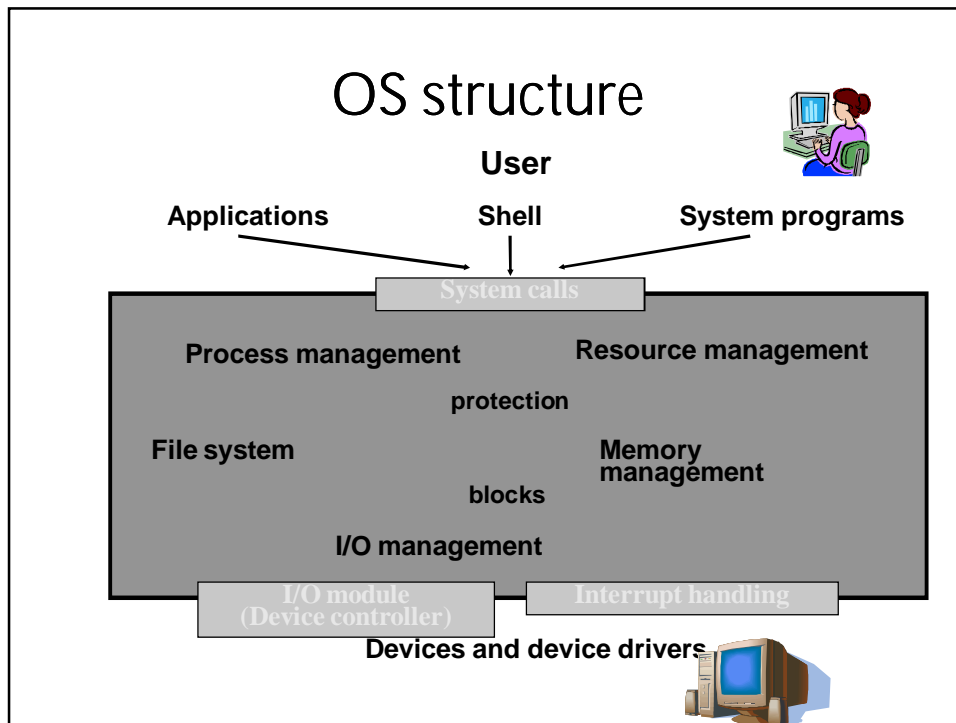 OS structure
User
Applications Shell System programs
System calls
Process management Resource management
protection
File system Memory
management
blocks
I/O management
I/O module
(Device controller)
Interrupt handling
Devices and device drivers